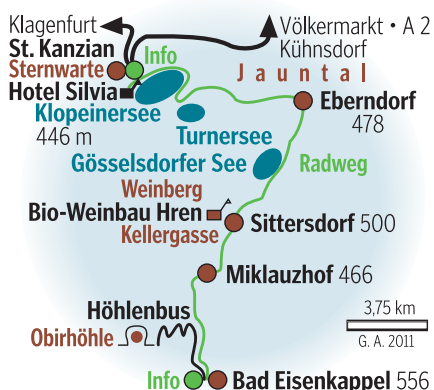 Klagenfurt
Völkermarkt • A 2
Kühnsdorf
St. Kanzian
Info
Sternwarte
Jauntal
Hotel Silvia
Klopeinersee
446 m
Eberndorf
478
Turnersee
Gösselsdorfer See
Radweg
Weinberg
Bio-Weinbau Hren
Kellergasse
Sittersdorf 500
Miklauzhof 466
Höhlenbus
3,75 km
G. A. 2011
Obirhöhle
Info
Bad Eisenkappel 556